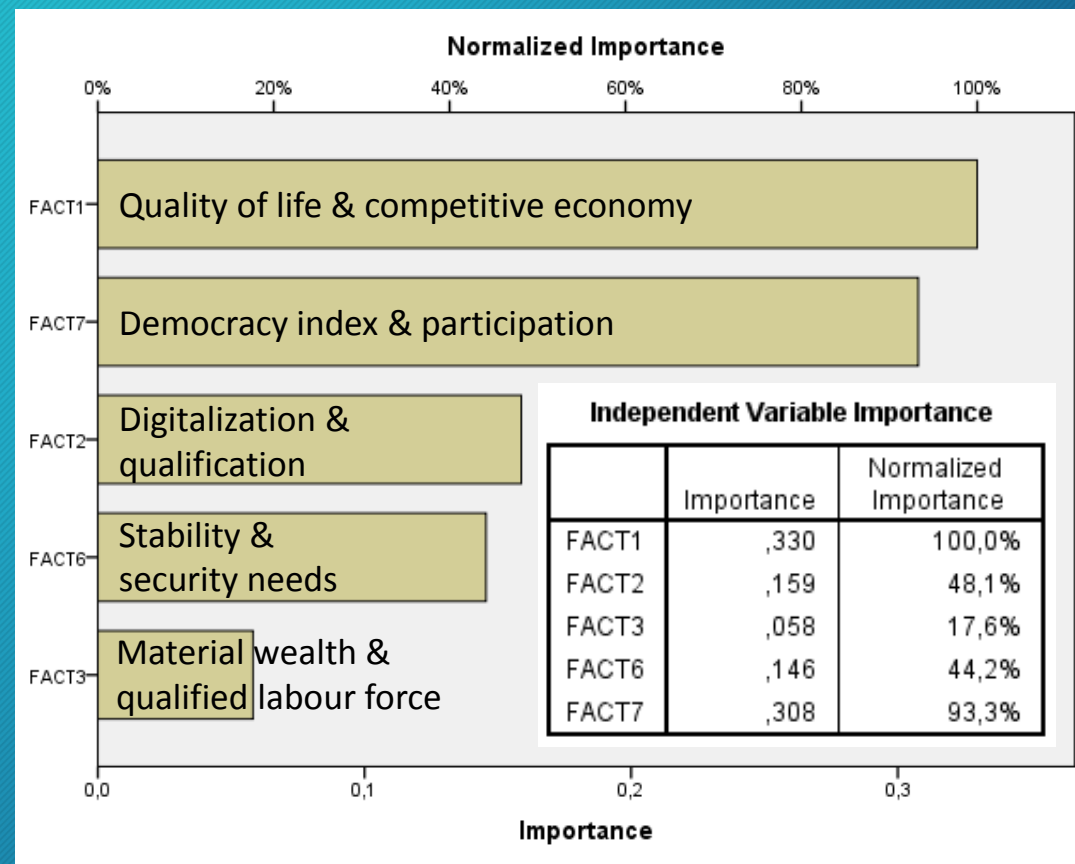 Normalized Importance
0% 20% 40% 60% 80% 100%
FACT1 Quality of life & competitive economy
FACT7 Democracy index & participation
FACT2 Digitalization &
qualification
FACT6 Stability &
security needs
FACT3 Material wealth &
qualified labour force
Independent Variable Importance
Importance Normalized
Importance
FACT1 ,330 100,0%
FACT2 ,159 48,1%
FACT3 ,058 17,6%
FACT6 ,146 44,2%
FACT7 ,308 93,3%
0,0 0,1 0,2 0,3
Importance